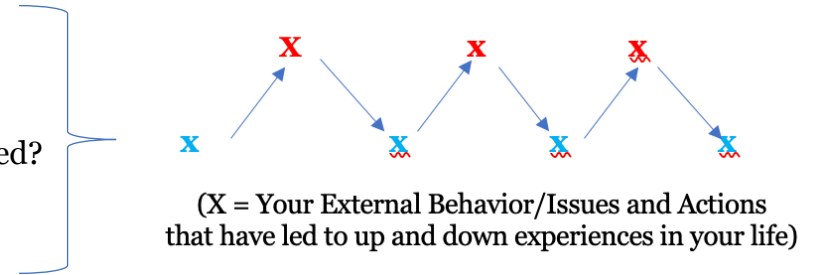 X X X
ed?
x x x x
(X = Your External Behavior/Issues and Actions
that have led to up and down experiences in your life)